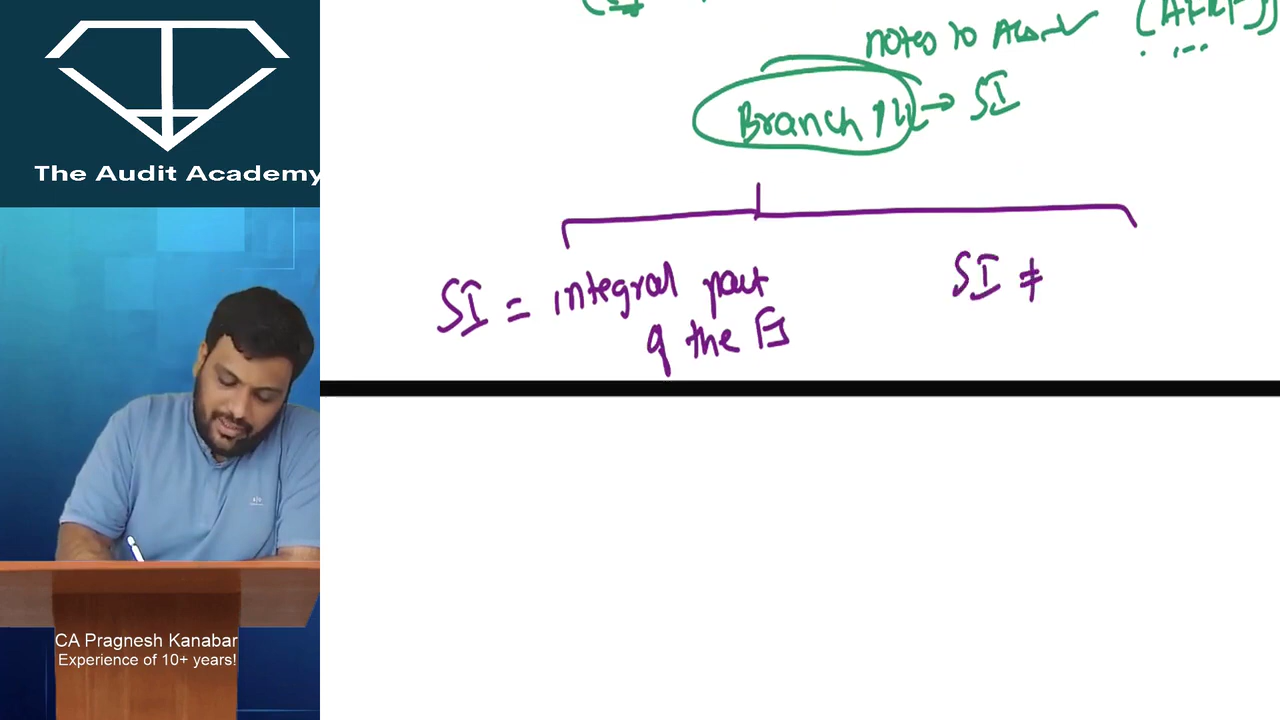 The Audit Academy
notes to
Branch P/L → SI
SI = integral part
of the FS
SI ≠
CA Pragnesh Kanabar
Experience of 10+ years!